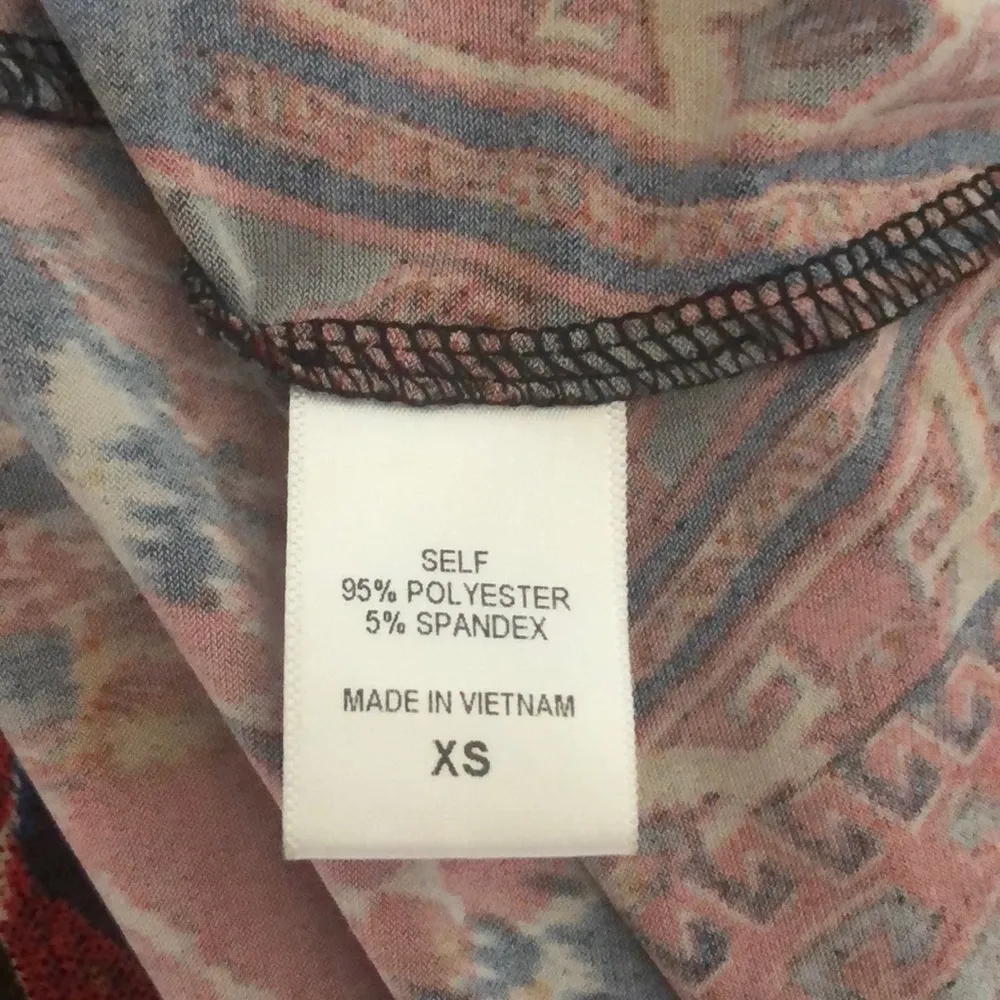 SELF
95% POLYESTER
5% SPANDEX
MADE IN VIETNAM
XS